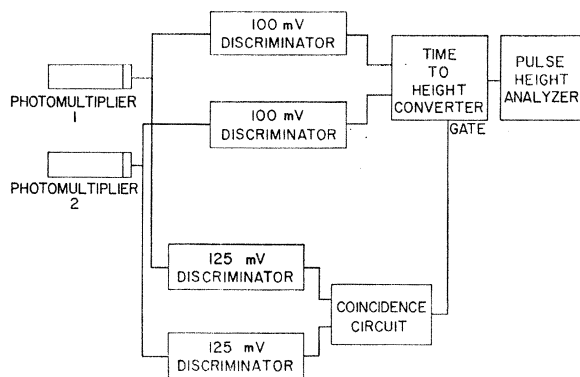 100 mV
DISCRIMINATOR
TIME
TO
HEIGHT
CONVERTER
PULSE
HEIGHT
ANALYZER
PHOTOMULTIPLIER
1
100 mV
DISCRIMINATOR
GATE
PHOTOMULTIPLIER
2
125 mV
DISCRIMINATOR
COINCIDENCE
CIRCUIT
125 mV
DISCRIMINATOR